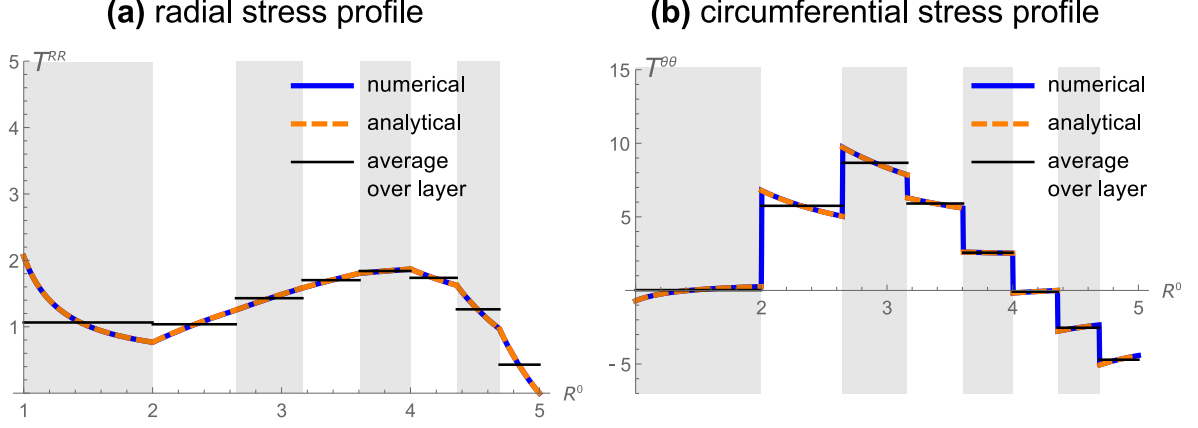 (a) radial stress profile
T^RR
5
4
3
2
1
numerical
analytical
average
over layer
1 2 3 4 5 R^0
(b) circumferential stress profile
T^θθ
15
10
5
-5
numerical
analytical
average
over layer
2 3 4 5 R^0